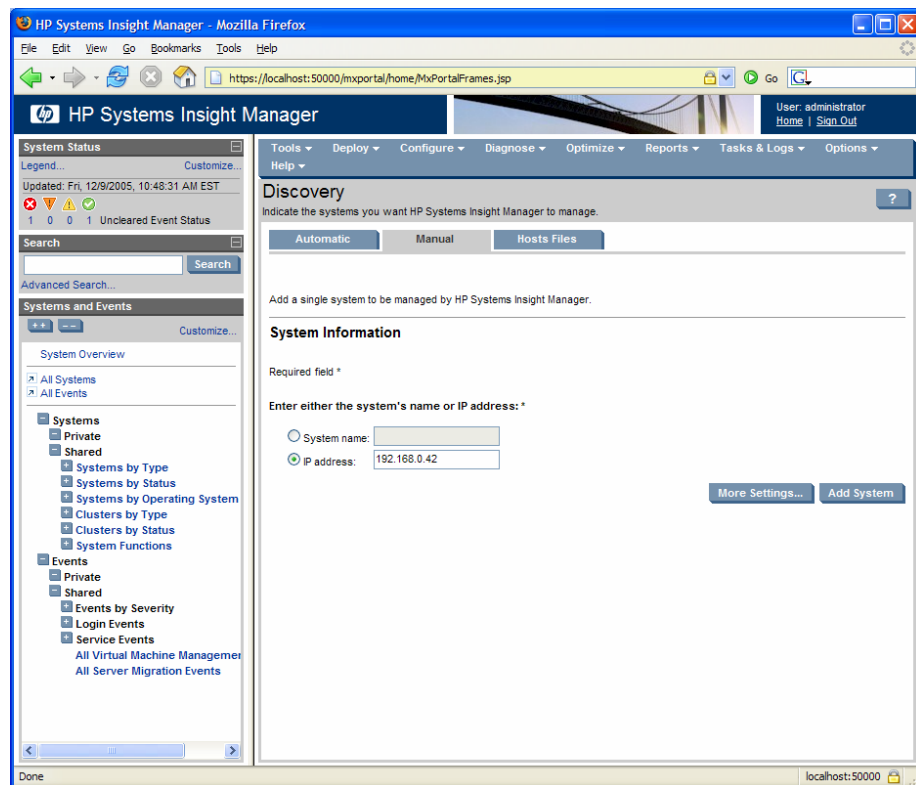 HP Systems Insight Manager - Mozilla Firefox
File Edit View Go Bookmarks Tools Help
https://localhost:50000/mxportal/home/MxPortalFrames.jsp
Go
HP Systems Insight Manager
User: administrator
Home | Sign Out
System Status
Legend... Customize...
Updated: Fri, 12/9/2005, 10:48:31 AM EST
1 0 0 1 Uncleared Event Status
Search
Search
Advanced Search...
Systems and Events
Customize...
System Overview
All Systems
All Events
Systems
Private
Shared
Systems by Type
Systems by Status
Systems by Operating System
Clusters by Type
Clusters by Status
System Functions
Events
Private
Shared
Events by Severity
Login Events
Service Events
All Virtual Machine Managemer
All Server Migration Events
Tools Deploy Configure Diagnose Optimize Reports Tasks & Logs Options
Help
Discovery
Indicate the systems you want HP Systems Insight Manager to manage.
?
Automatic Manual Hosts Files
Add a single system to be managed by HP Systems Insight Manager.
System Information
Required field *
Enter either the system's name or IP address: *
System name:
IP address: 192.168.0.42
More Settings... Add System
Done
localhost:50000